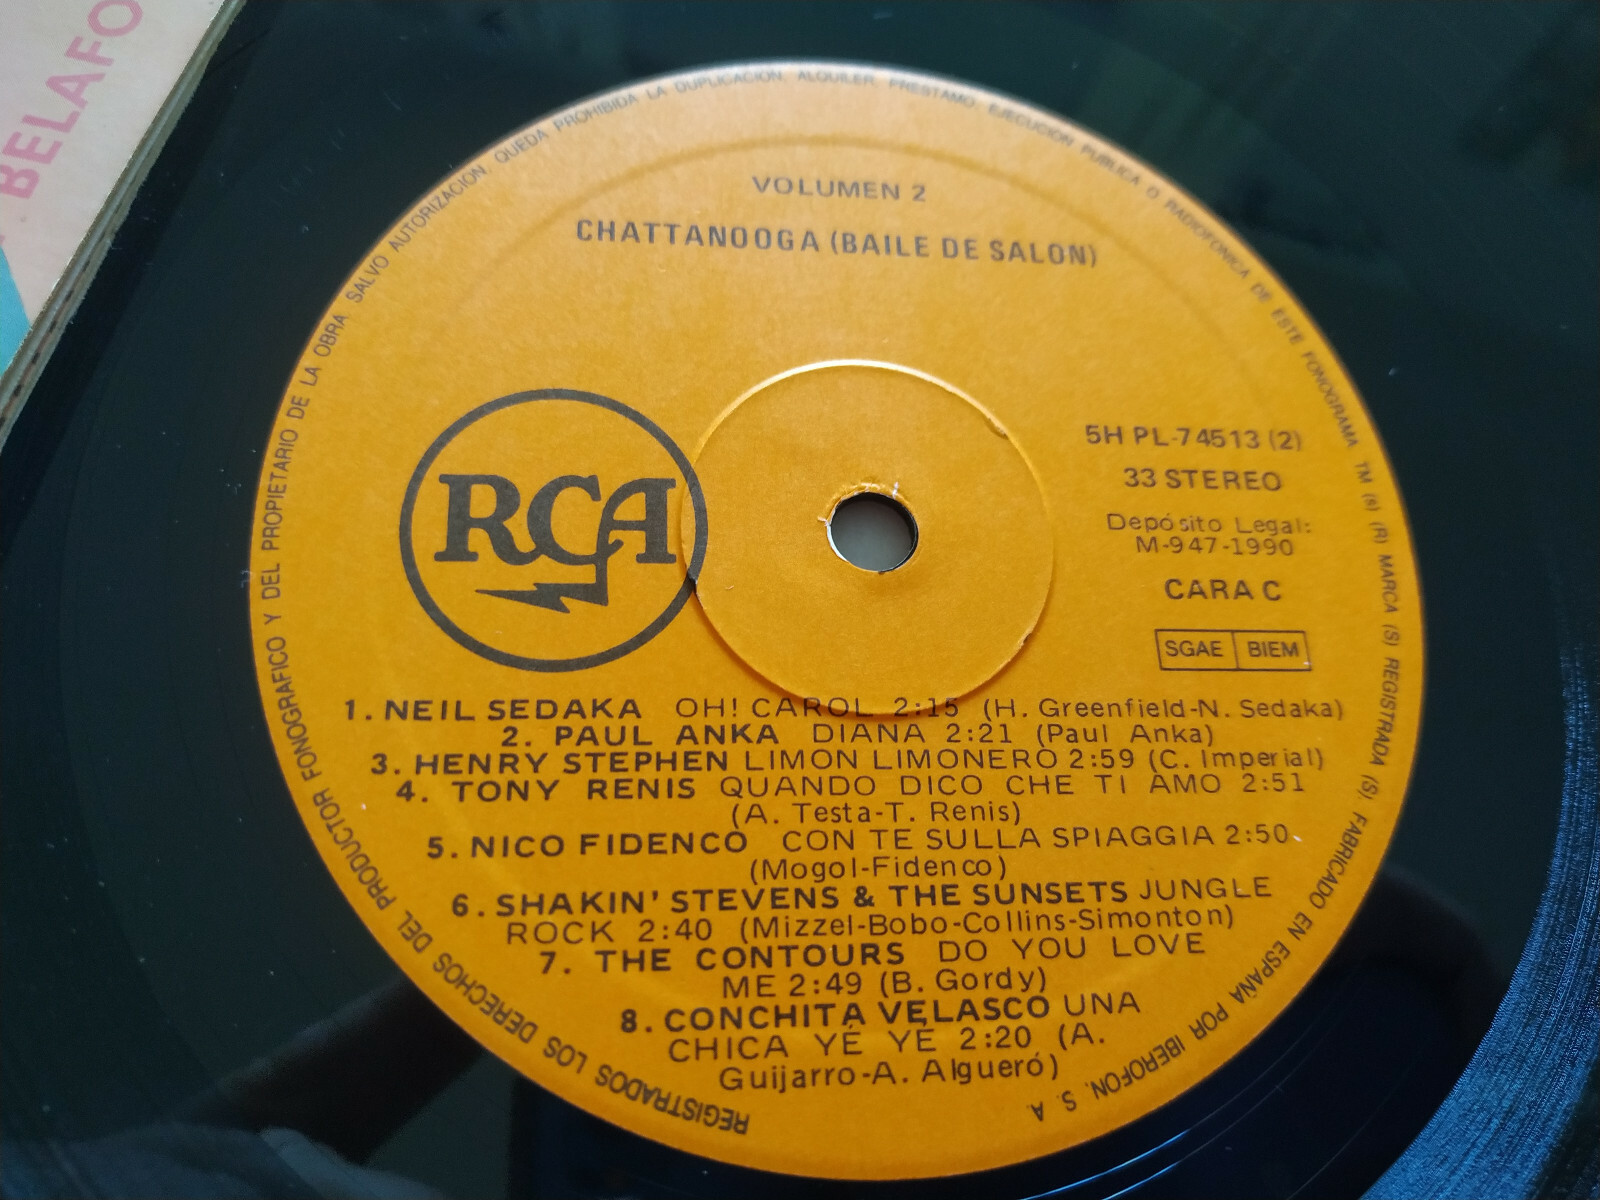 BELAFO
VOLUMEN 2
CHATTANOOGA (BAILE DE SALON)
RCA
5H PL-74513 (2)
33 STEREO
Depósito Legal:
M-947-1990
CARA C
SGAE BIEM
1. NEIL SEDAKA OH! CAROL 2:15 (H. Greenfield-N. Sedaka)
2. PAUL ANKA DIANA 2:21 (Paul Anka)
3. HENRY STEPHEN LIMON LIMONERO 2:59 (C. Imperial)
4. TONY RENIS QUANDO DICO CHE TI AMO 2:51
(A. Testa-T. Renis)
5. NICO FIDENCO CON TE SULLA SPIAGGIA 2:50
(Mogol-Fidenco)
6. SHAKIN' STEVENS & THE SUNSETS JUNGLE
ROCK 2:40 (Mizzel-Bobo-Collins-Simonton)
7. THE CONTOURS DO YOU LOVE
ME 2:49 (B. Gordy)
8. CONCHITA VELASCO UNA
CHICA YÉ YÉ 2:20 (A.
Guijarro-A. Algueró)
REGISTRADOS LOS DERECHOS DEL PRODUCTOR FONOGRAFICO Y DEL PROPIETARIO DE LA OBRA SALVO AUTORIZACION, QUEDA PROHIBIDA LA DUPLICACION, ALQUILER, PRESTAMO, EJECUCION PUBLICA O RADIOFONICA DE ESTE FONOGRAMA TM (®) (R) MARCA (S) REGISTRADA (S). FABRICADO EN ESPAÑA POR IBEROFON, S. A.